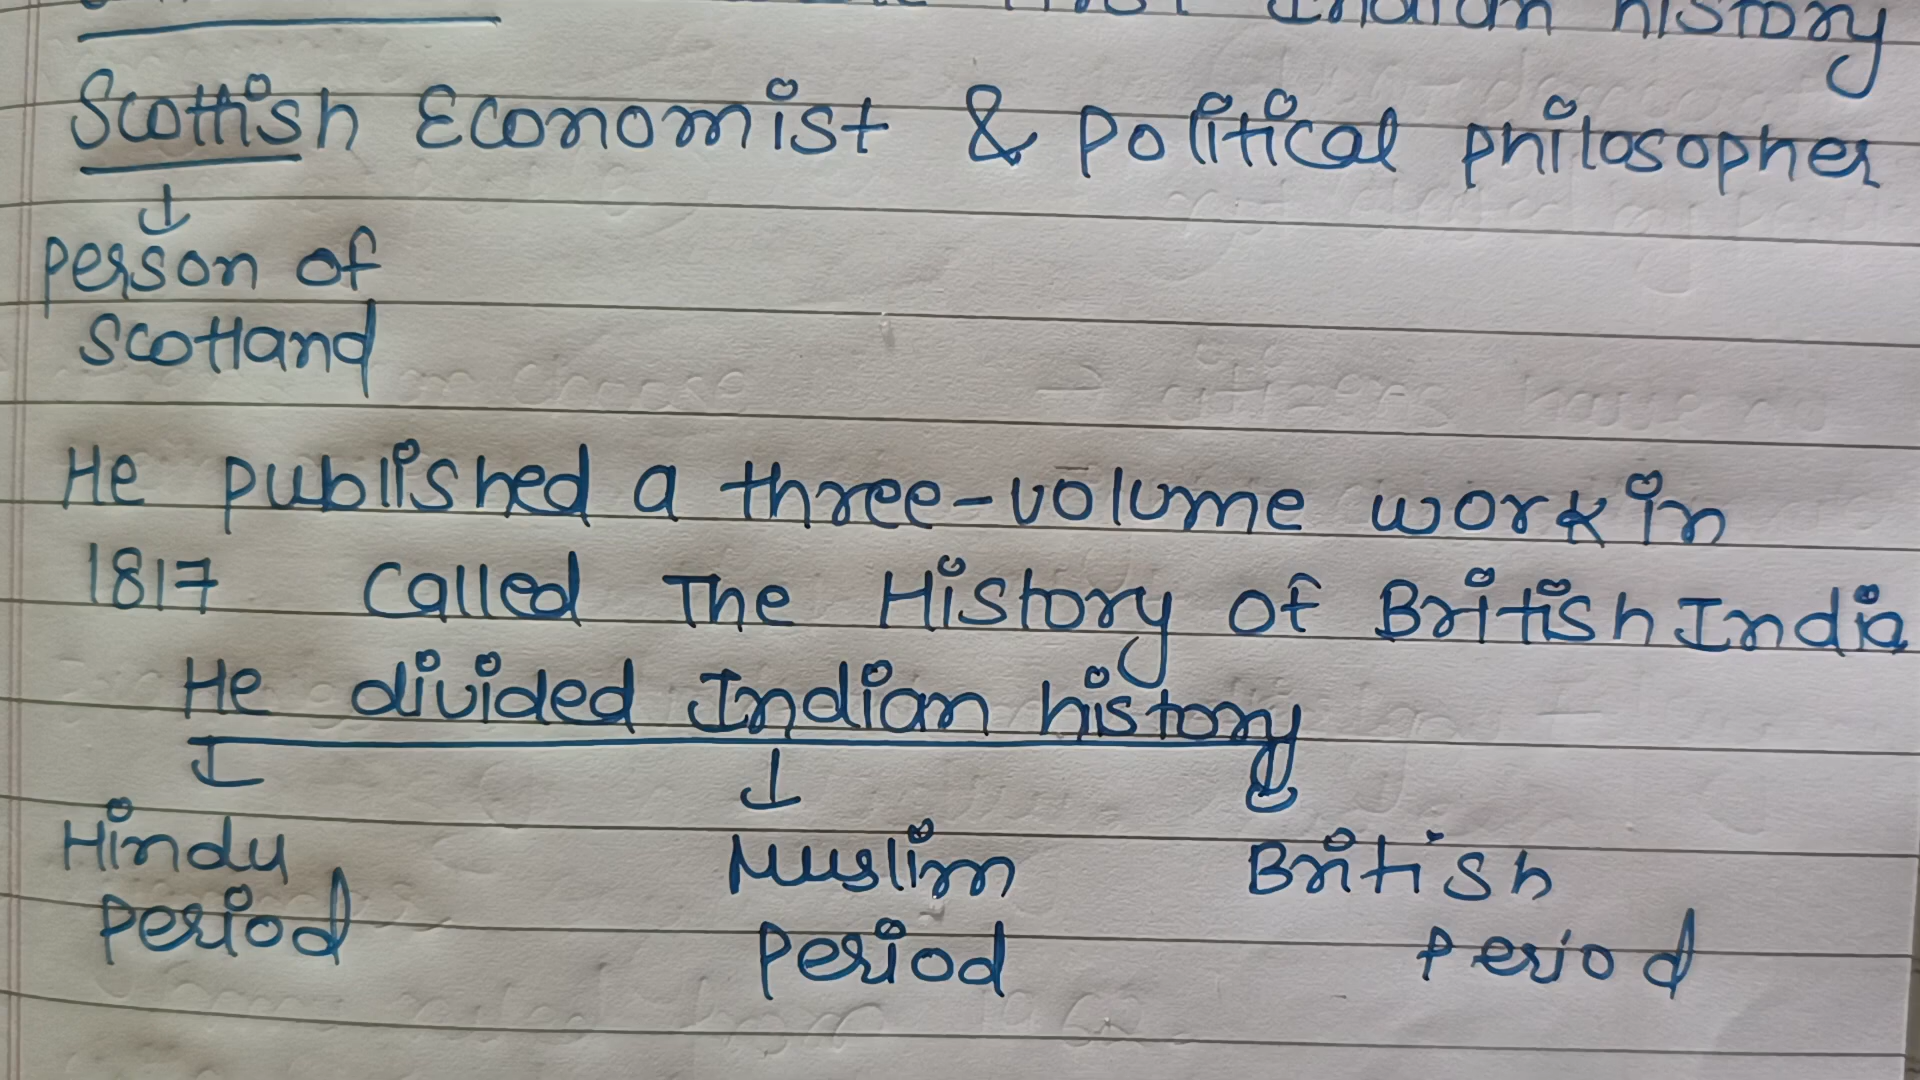 Indian history
Scottish Economist & Political philosopher
↓
person of
Scotland
He published a three-volume work in
1817 called The History of British India
He divided Indian history
↓ ↓ ↓
Hindu Muslim British
Period Period Period